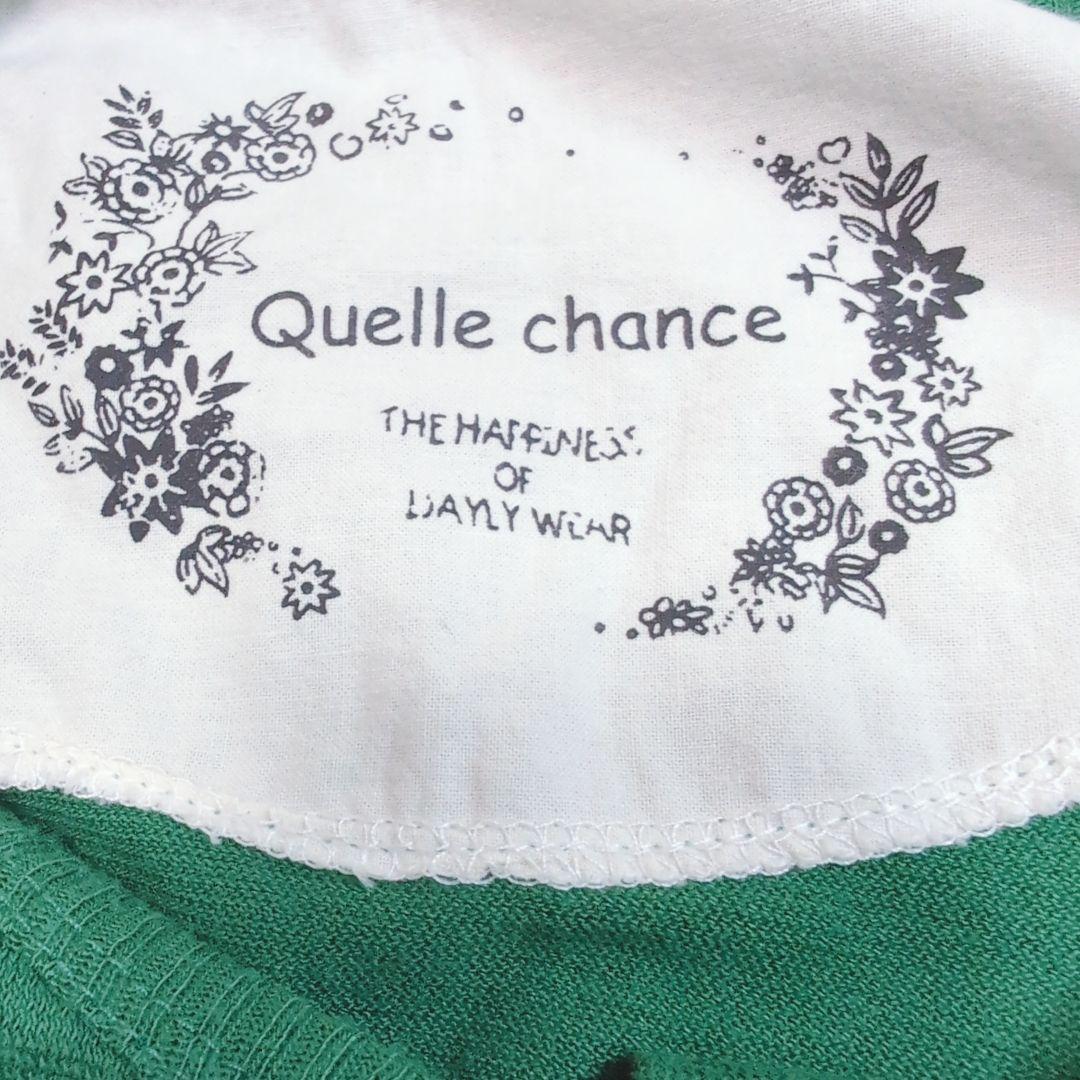 Quelle chance
THE HAPPINESS
OF
DAYLY WEAR